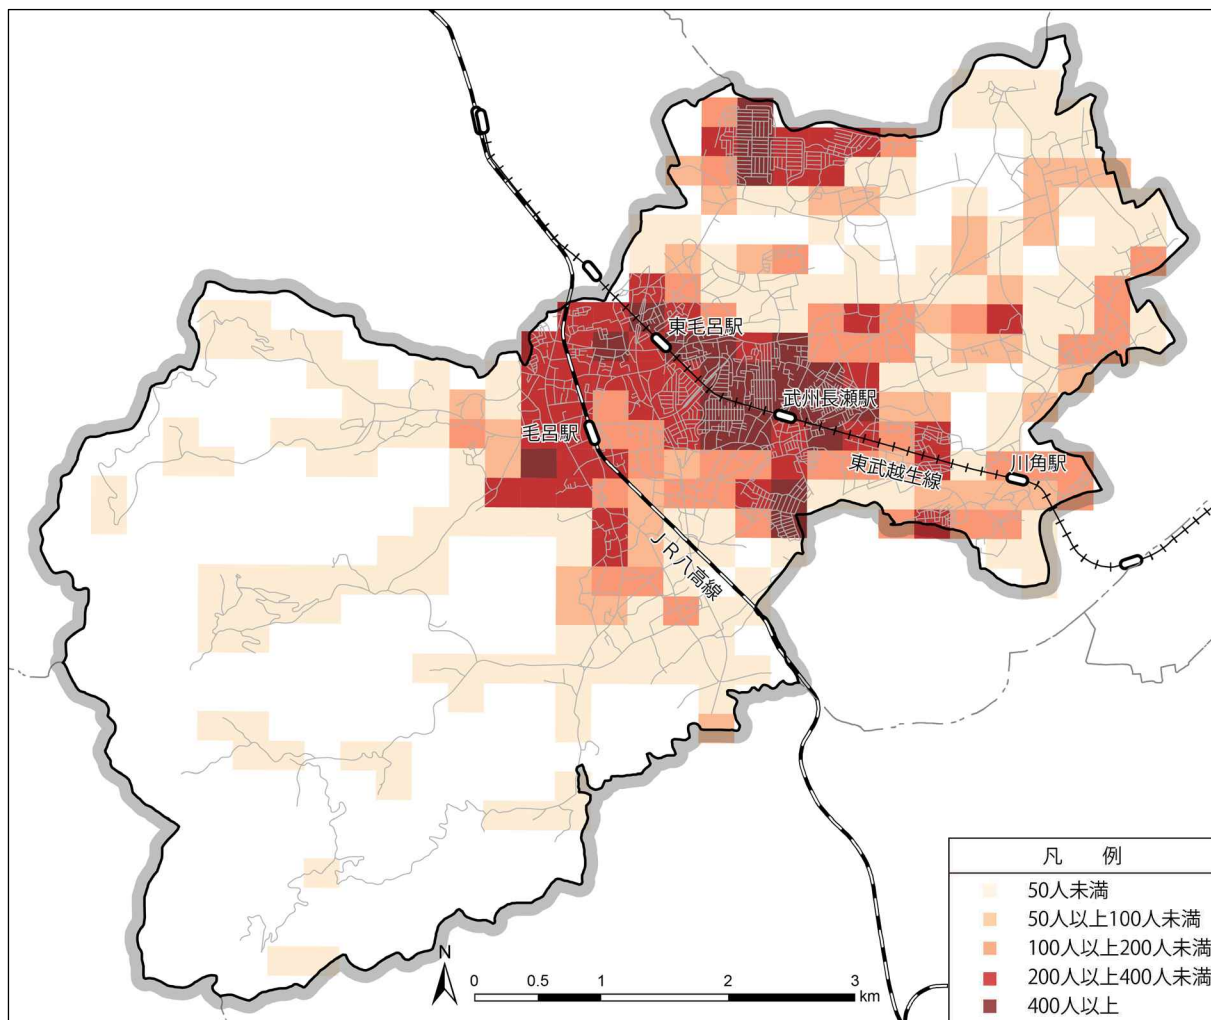 東毛呂駅
武州長瀬駅
毛呂駅
東武越生線
川角駅
JR八高線
凡 例
50人未満
50人以上100人未満
100人以上200人未満
200人以上400人未満
400人以上
N
0 0.5 1 2 3
km